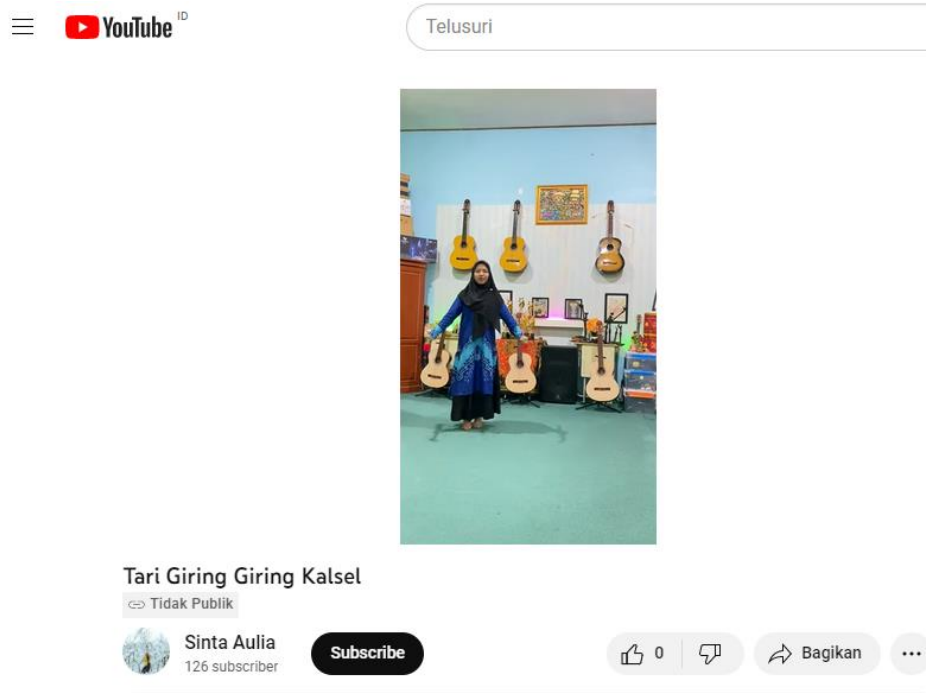 YouTube ID
Telusuri
Tari Giring Giring Kalsel
Tidak Publik
Sinta Aulia
126 subscriber
Subscribe
0
Bagikan